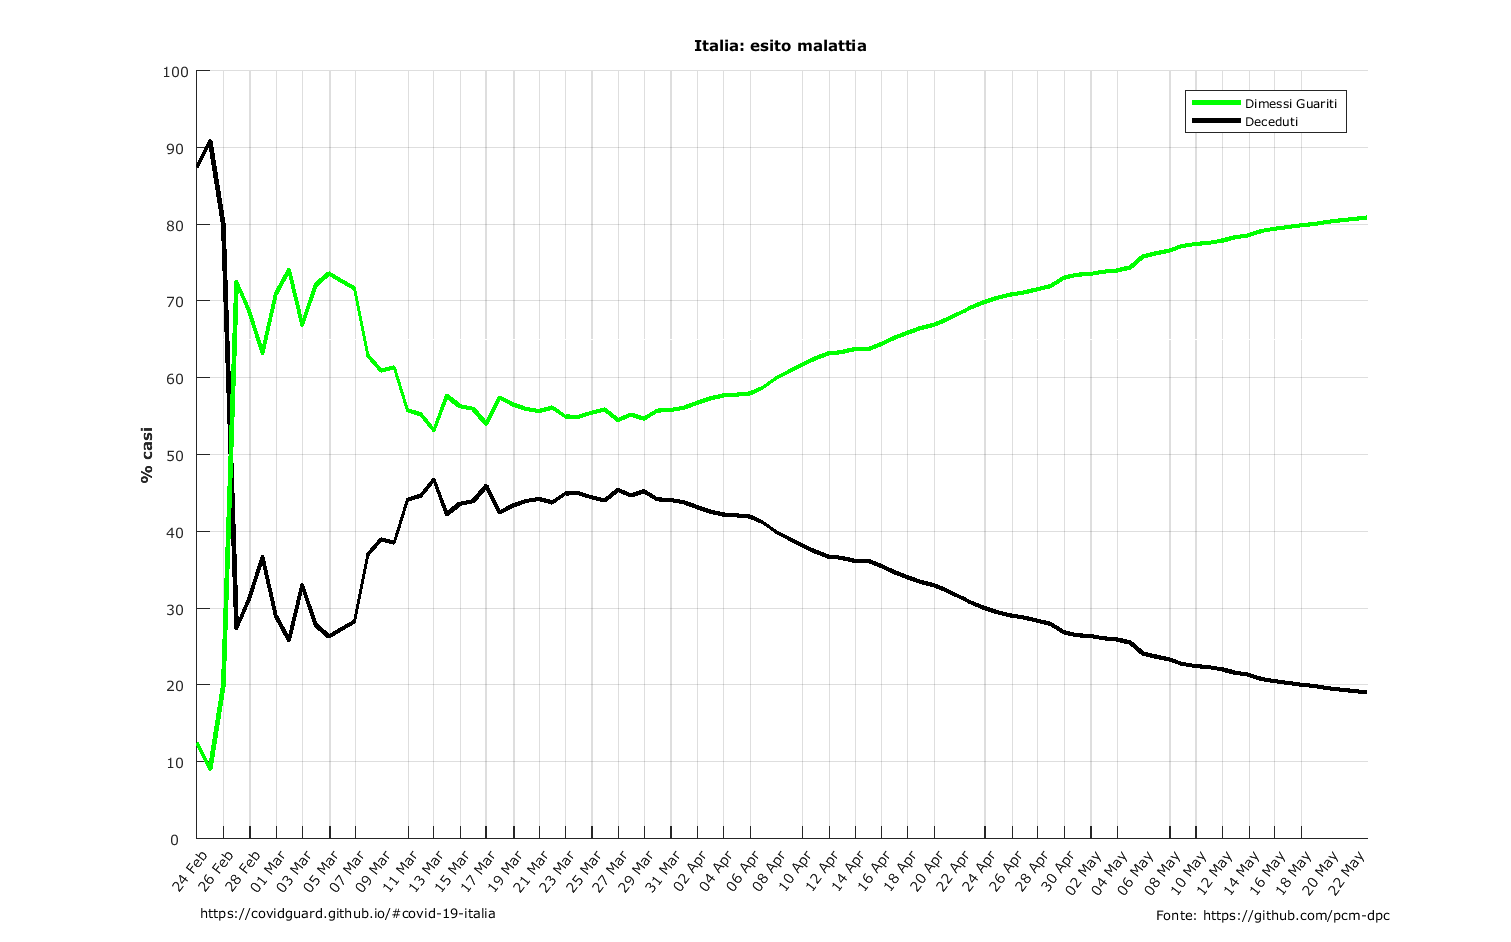 Italia: esito malattia
100
90
80
70
60
50
40
30
20
10
0
% casi
Dimessi Guariti
Deceduti
24 Feb
26 Feb
28 Feb
01 Mar
03 Mar
05 Mar
07 Mar
09 Mar
11 Mar
13 Mar
15 Mar
17 Mar
19 Mar
21 Mar
23 Mar
25 Mar
27 Mar
29 Mar
31 Mar
02 Apr
04 Apr
06 Apr
08 Apr
10 Apr
12 Apr
14 Apr
16 Apr
18 Apr
20 Apr
22 Apr
24 Apr
26 Apr
28 Apr
30 Apr
02 May
04 May
06 May
08 May
10 May
12 May
14 May
16 May
18 May
20 May
22 May
https://covidguard.github.io/#covid-19-italia
Fonte: https://github.com/pcm-dpc